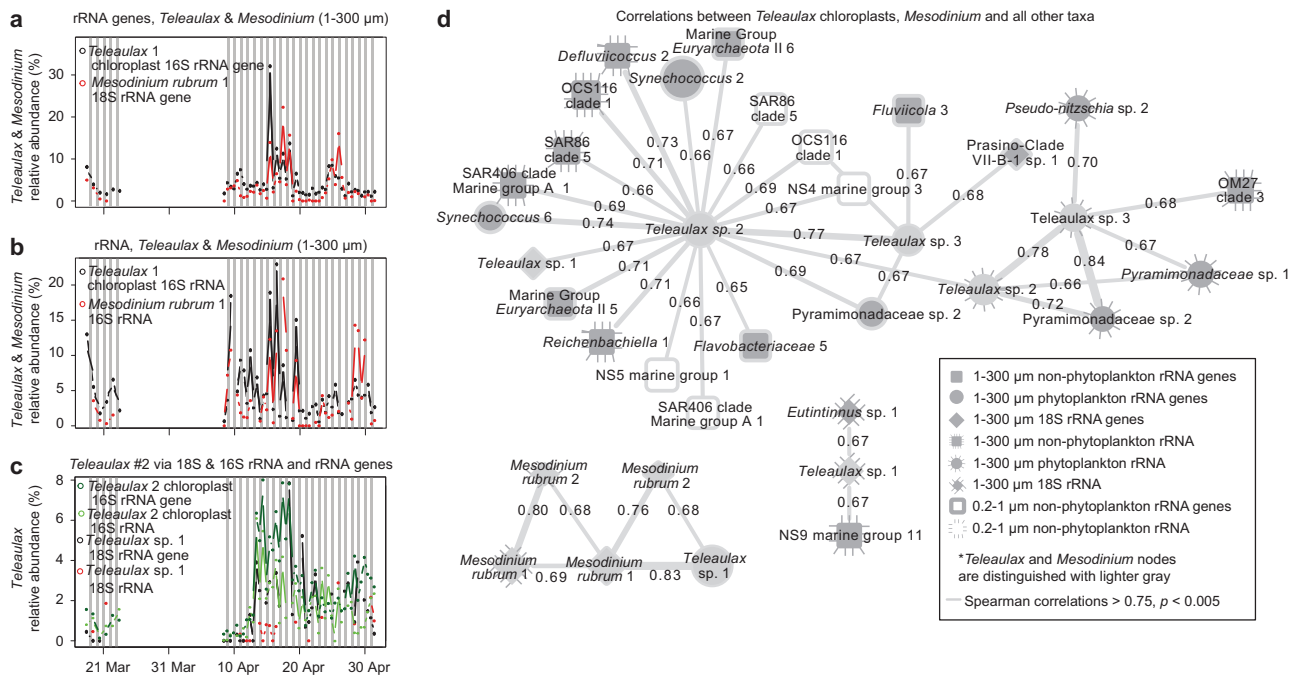 a rRNA genes, Teleaulax & Mesodinium (1-300 µm)
Teleaulax & Mesodinium
relative abundance (%)
30
20
10
0
Teleaulax 1
chloroplast 16S rRNA gene
Mesodinium rubrum 1
18S rRNA gene
b rRNA, Teleaulax & Mesodinium (1-300 µm)
Teleaulax & Mesodinium
relative abundance (%)
20
15
10
5
0
Teleaulax 1
chloroplast 16S rRNA
Mesodinium rubrum 1
16S rRNA
c Teleaulax #2 via 18S & 16S rRNA and rRNA genes
Teleaulax
relative abundance (%)
8
6
4
2
0
Teleaulax 2 chloroplast
16S rRNA gene
Teleaulax 2 chloroplast
16S rRNA
Teleaulax sp. 1
18S rRNA gene
Teleaulax sp. 1
18S rRNA
21 Mar 31 Mar 10 Apr 20 Apr 30 Apr
d Correlations between Teleaulax chloroplasts, Mesodinium and all other taxa
Marine Group
Euryarchaeota II 6
Defluviicoccus 2
Synechococcus 2
OCS116
clade 1
SAR86
clade 5
Fluviicola 3
Pseudo-nitzschia sp. 2
OCS116
clade 1
SAR86
clade 5
Prasino-Clade
VII-B-1 sp. 1
SAR406 clade
Marine group A 1
NS4 marine group 3
OM27
clade 3
Synechococcus 6
Teleaulax sp. 2
Teleaulax sp. 3
Teleaulax sp. 3
Teleaulax sp. 1
Pyramimonadaceae sp. 1
Teleaulax sp. 2
Marine Group
Euryarchaeota II 5
Pyramimonadaceae sp. 2
Pyramimonadaceae sp. 2
Reichenbachiella 1
Flavobacteriaceae 5
NS5 marine group 1
SAR406 clade
Marine group A 1
0.73
0.67
0.66
0.71
0.66
0.66
0.69
0.69
0.67
0.74
0.77
0.67
0.68
0.70
0.68
0.67
0.71
0.69
0.67
0.67
0.78
0.84
0.67
0.66
0.72
0.71
0.65
0.66
0.67
Eutintinnus sp. 1
0.67
Teleaulax sp. 1
0.67
NS9 marine group 11
Mesodinium
rubrum 2
Mesodinium
rubrum 2
0.80 0.68 0.76 0.68
Mesodinium
rubrum 1
0.69
Mesodinium
rubrum 1
0.83
Teleaulax
sp. 1
1-300 µm non-phytoplankton rRNA genes
1-300 µm phytoplankton rRNA genes
1-300 µm 18S rRNA genes
1-300 µm non-phytoplankton rRNA
1-300 µm phytoplankton rRNA
1-300 µm 18S rRNA
0.2-1 µm non-phytoplankton rRNA genes
0.2-1 µm non-phytoplankton rRNA
*Teleaulax and Mesodinium nodes
are distinguished with lighter gray
Spearman correlations > 0.75, p < 0.005